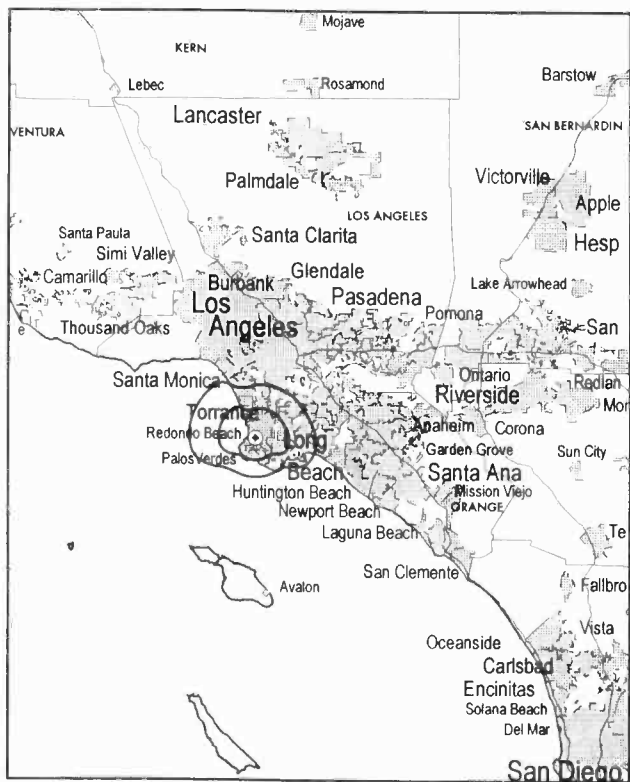 Mojave
KERN
Lebec
Rosamond
Barstow
Lancaster
VENTURA
SAN BERNARDIN
Palmdale
Victorville
Apple
LOS ANGELES
Santa Paula
Santa Clarita
Hesp
Simi Valley
Camarillo
Burbank
Glendale
Lake Arrowhead
Los
Angeles
Pasadena
Pomona
San
e
Thousand Oaks
Santa Monica
Ontario
Redlan
Riverside
Mor
Torrance
Redondo Beach
Long
Beach
Anaheim
Corona
Palos Verdes
Garden Grove
Sun City
Santa Ana
Huntington Beach
Mission Viejo
Newport Beach
ORANGE
Laguna Beach
Te
San Clemente
Avalon
Fallbro
Vista
Oceanside
Carlsbad
Encinitas
Solana Beach
Del Mar
San Diego